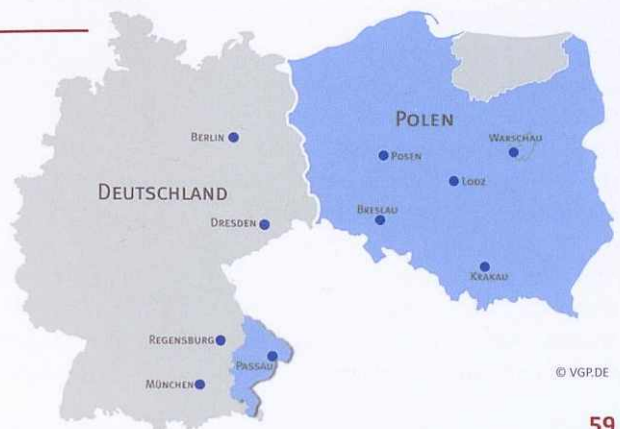 POLEN
BERLIN
POSEN
WARSCHAU
LODZ
DEUTSCHLAND
BRESLAU
DRESDEN
KRAKAU
REGENSBURG
PASSAU
MÜNCHEN
© VGP.DE
59